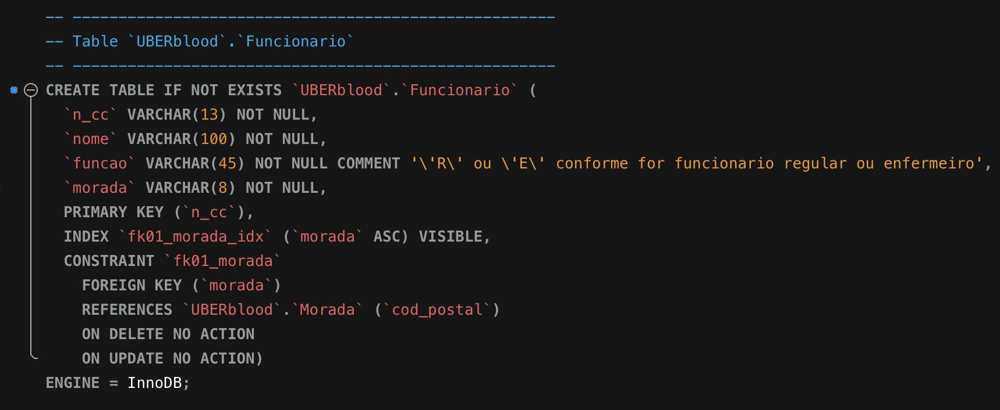 -- -----------------------------------------------------
-- Table `UBERblood`.`Funcionario`
-- -----------------------------------------------------
CREATE TABLE IF NOT EXISTS `UBERblood`.`Funcionario` (
  `n_cc` VARCHAR(13) NOT NULL,
  `nome` VARCHAR(100) NOT NULL,
  `funcao` VARCHAR(45) NOT NULL COMMENT '\'R\' ou \'E\' conforme for funcionario regular ou enfermeiro',
  `morada` VARCHAR(8) NOT NULL,
  PRIMARY KEY (`n_cc`),
  INDEX `fk01_morada_idx` (`morada` ASC) VISIBLE,
  CONSTRAINT `fk01_morada`
    FOREIGN KEY (`morada`)
    REFERENCES `UBERblood`.`Morada` (`cod_postal`)
    ON DELETE NO ACTION
    ON UPDATE NO ACTION)
ENGINE = InnoDB;